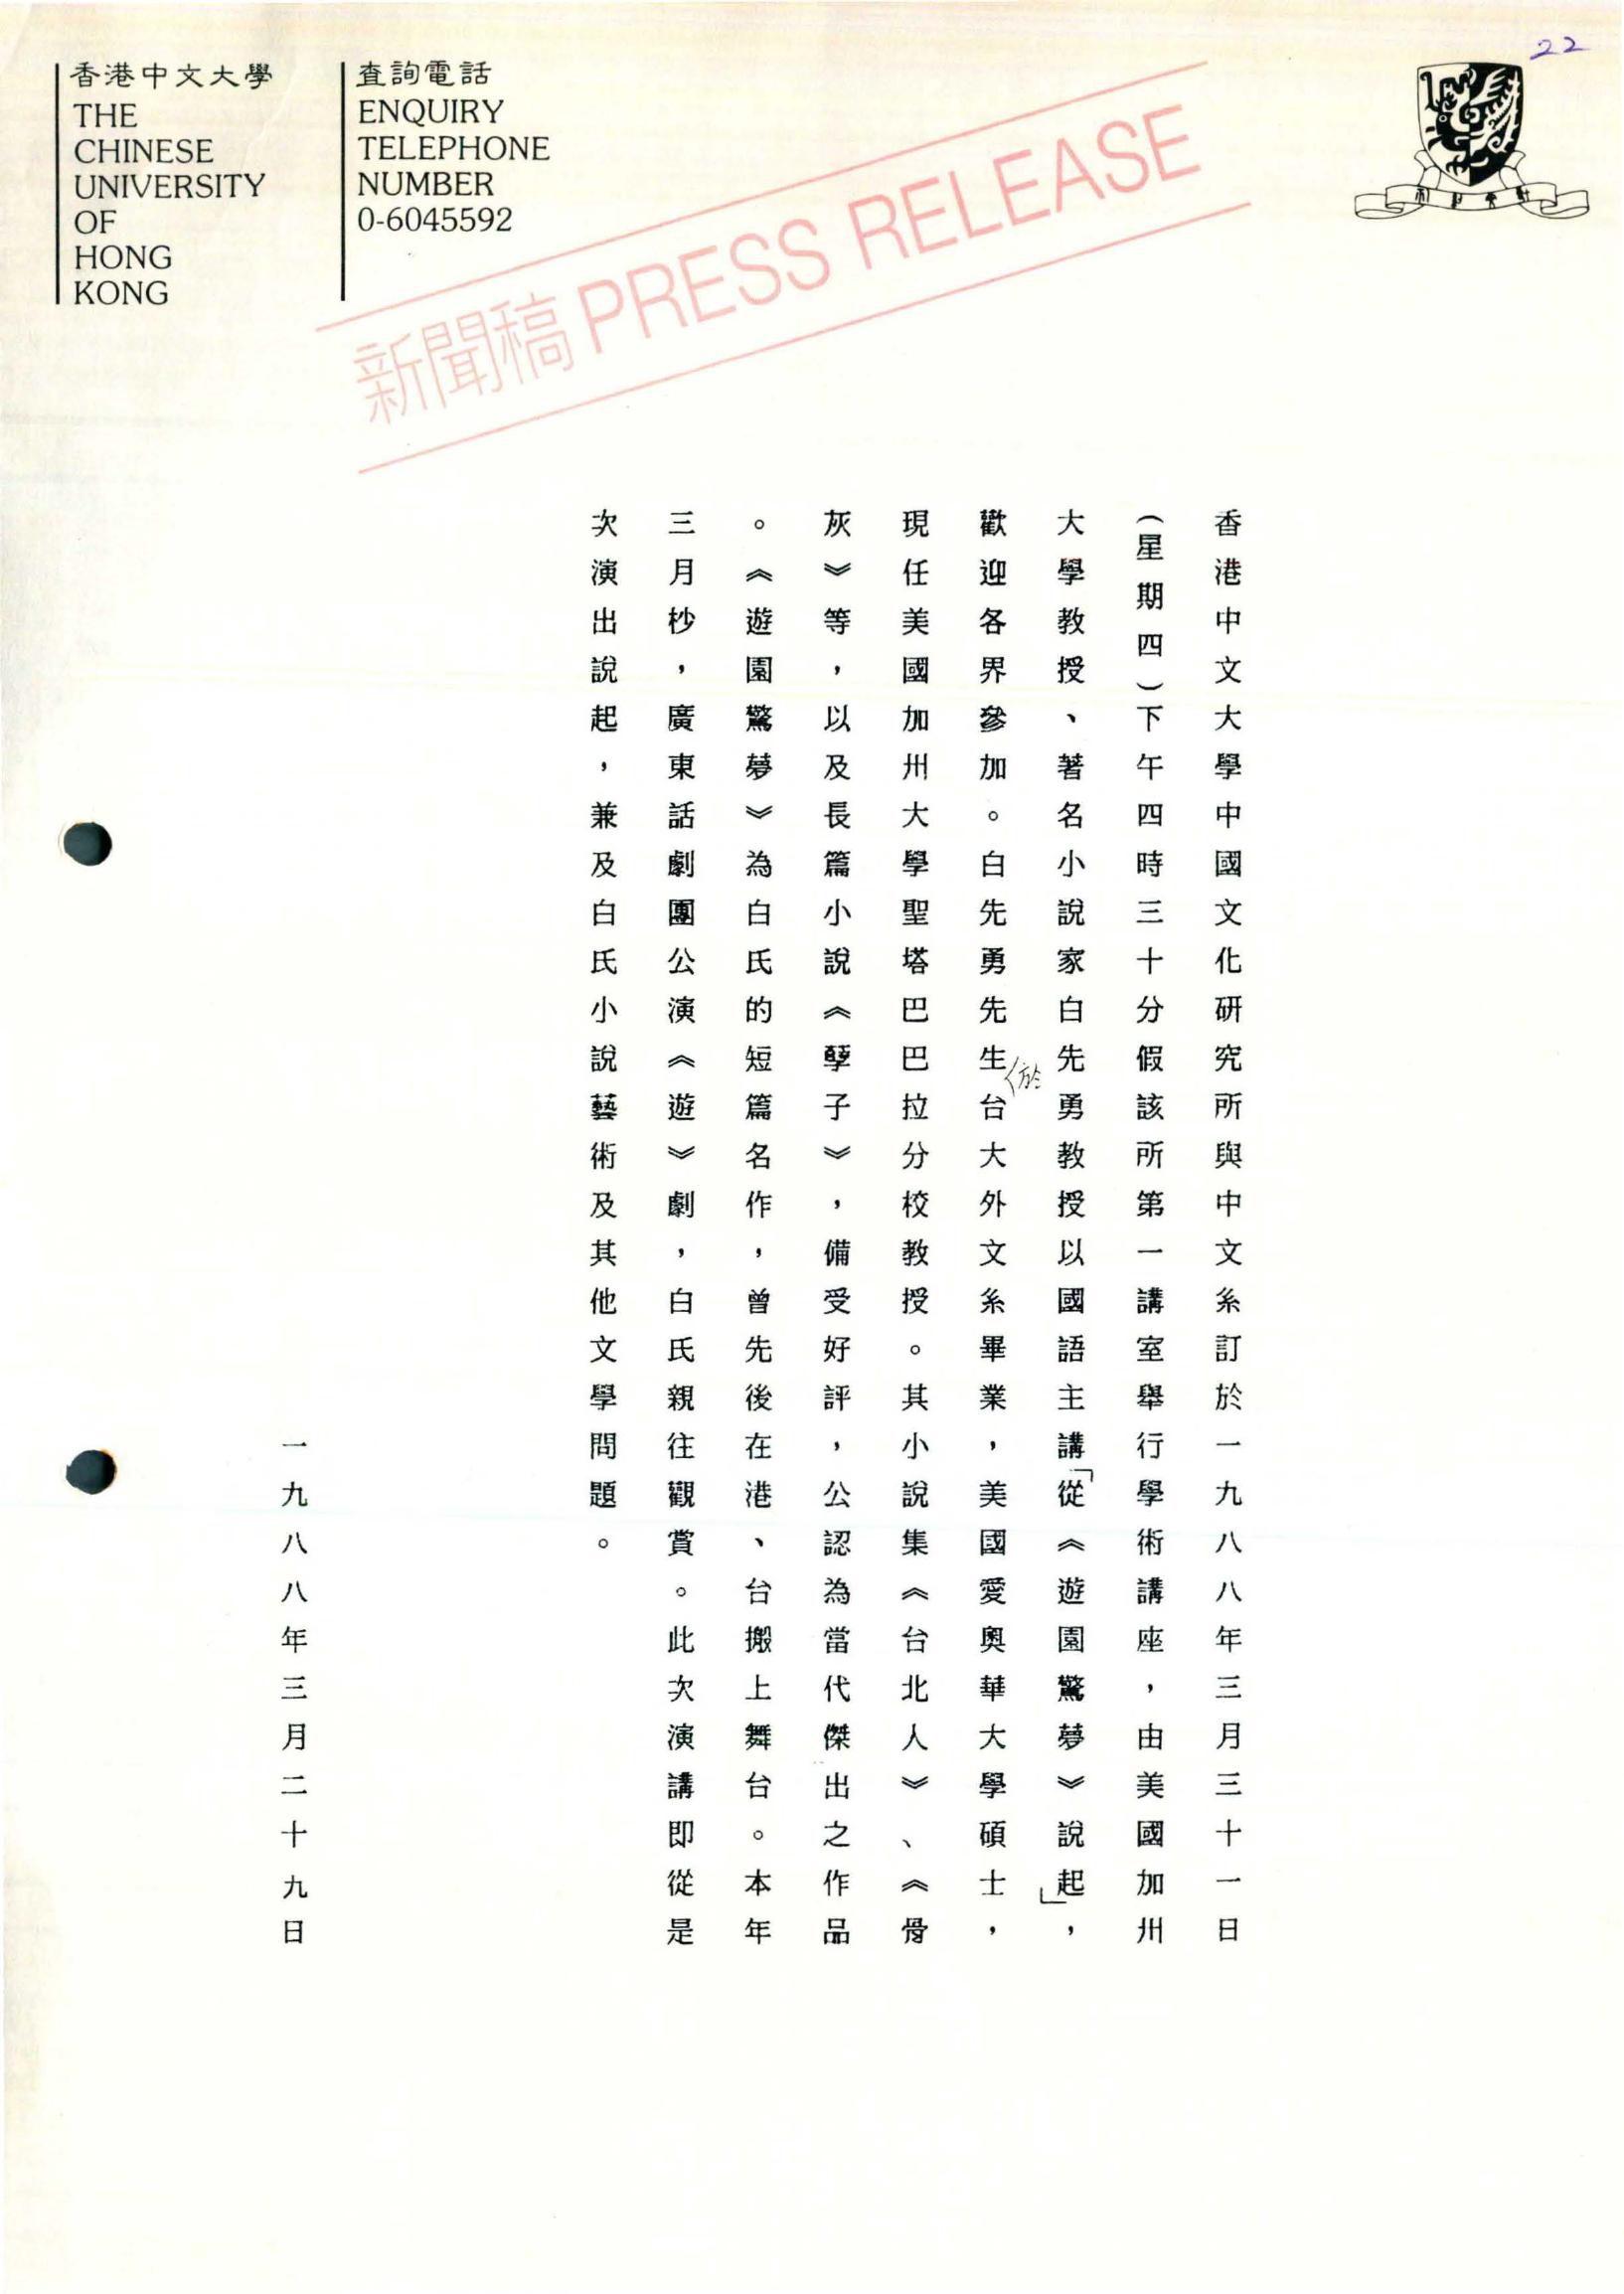 22
香港中文大學
THE
CHINESE
UNIVERSITY
OF
HONG
KONG
查詢電話
ENQUIRY
TELEPHONE
NUMBER
0-6045592
新聞稿 PRESS RELEASE
香港中文大學中國文化研究所與中文系訂於一九八八年三月三十一日
（星期四）下午四時三十分假該所第一講室舉行學術講座，由美國加州
大學教授、著名小說家白先勇教授以國語主講「從《遊園驚夢》說起」，
歡迎各界參加。白先勇先生於台大外文系畢業，美國愛奧華大學碩士，
現任美國加州大學聖塔巴巴拉分校教授。其小說集《台北人》、《骨
灰》等，以及長篇小說《孽子》，備受好評，公認為當代傑出之作品
。《遊園驚夢》為白氏的短篇名作，曾先後在港、台搬上舞台。本年
三月杪，廣東話劇團公演《遊》劇，白氏親往觀賞。此次演講即從是
次演出說起，兼及白氏小說藝術及其他文學問題。
一九八八年三月二十九日